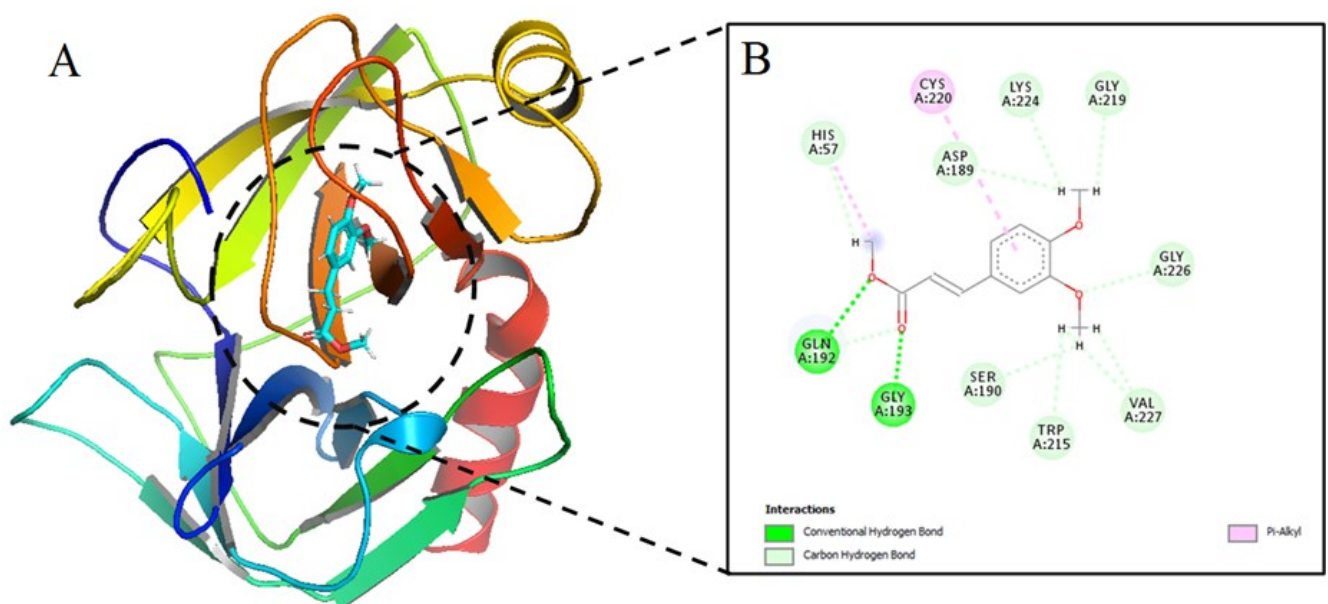 A
B
CYS
A:220
LYS
A:224
GLY
A:219
HIS
A:57
ASP
A:189
H
H
O
H
GLY
A:226
O
O
O
H
H
H
GLN
A:192
GLY
A:193
SER
A:190
TRP
A:215
VAL
A:227
Interactions
Conventional Hydrogen Bond
Carbon Hydrogen Bond
Pi-Alkyl